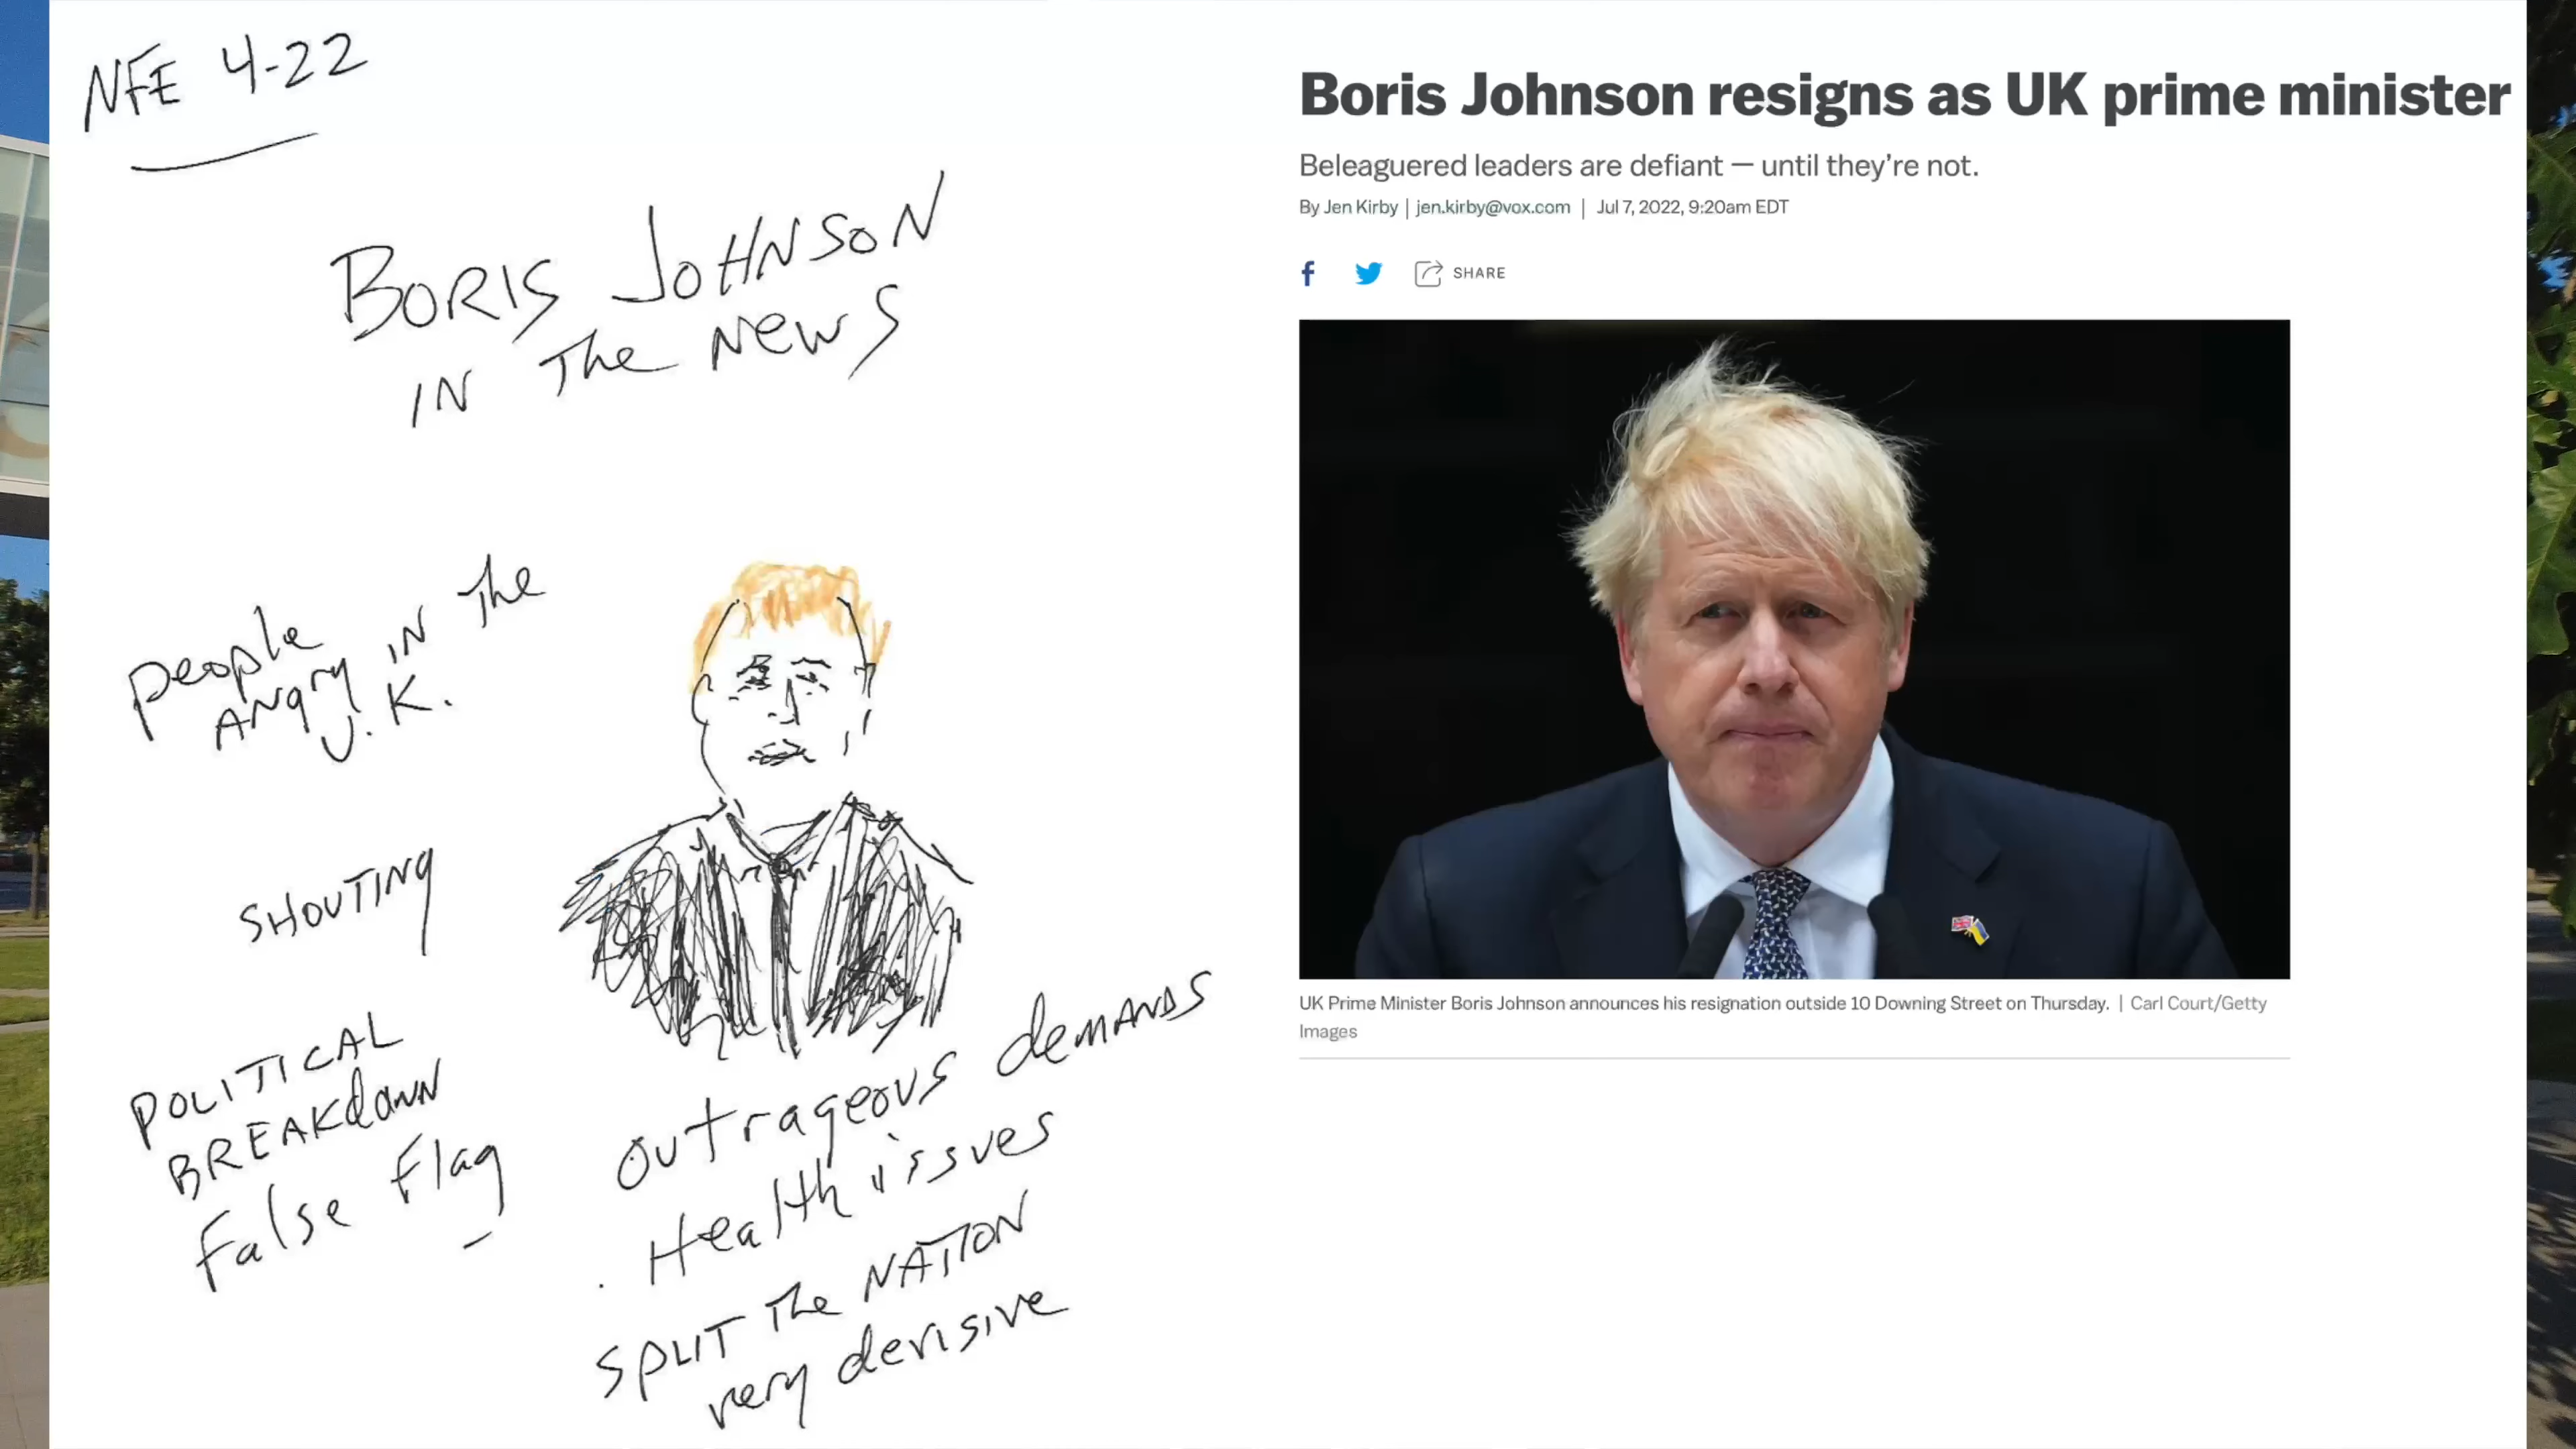 NFE 4-22
BORIS JOHNSON
IN The NewS
people
ANgry IN The
U.K.
SHOUTINg
POLITICAL
BREAKdowN
False Flag
outrageous demANdS
. Health issues
SPLIT The NATION
very devisive
Boris Johnson resigns as UK prime minister
Beleaguered leaders are defiant — until they're not.
By Jen Kirby | jen.kirby@vox.com | Jul 7, 2022, 9:20am EDT
f SHARE
UK Prime Minister Boris Johnson announces his resignation outside 10 Downing Street on Thursday. | Carl Court/Getty
Images